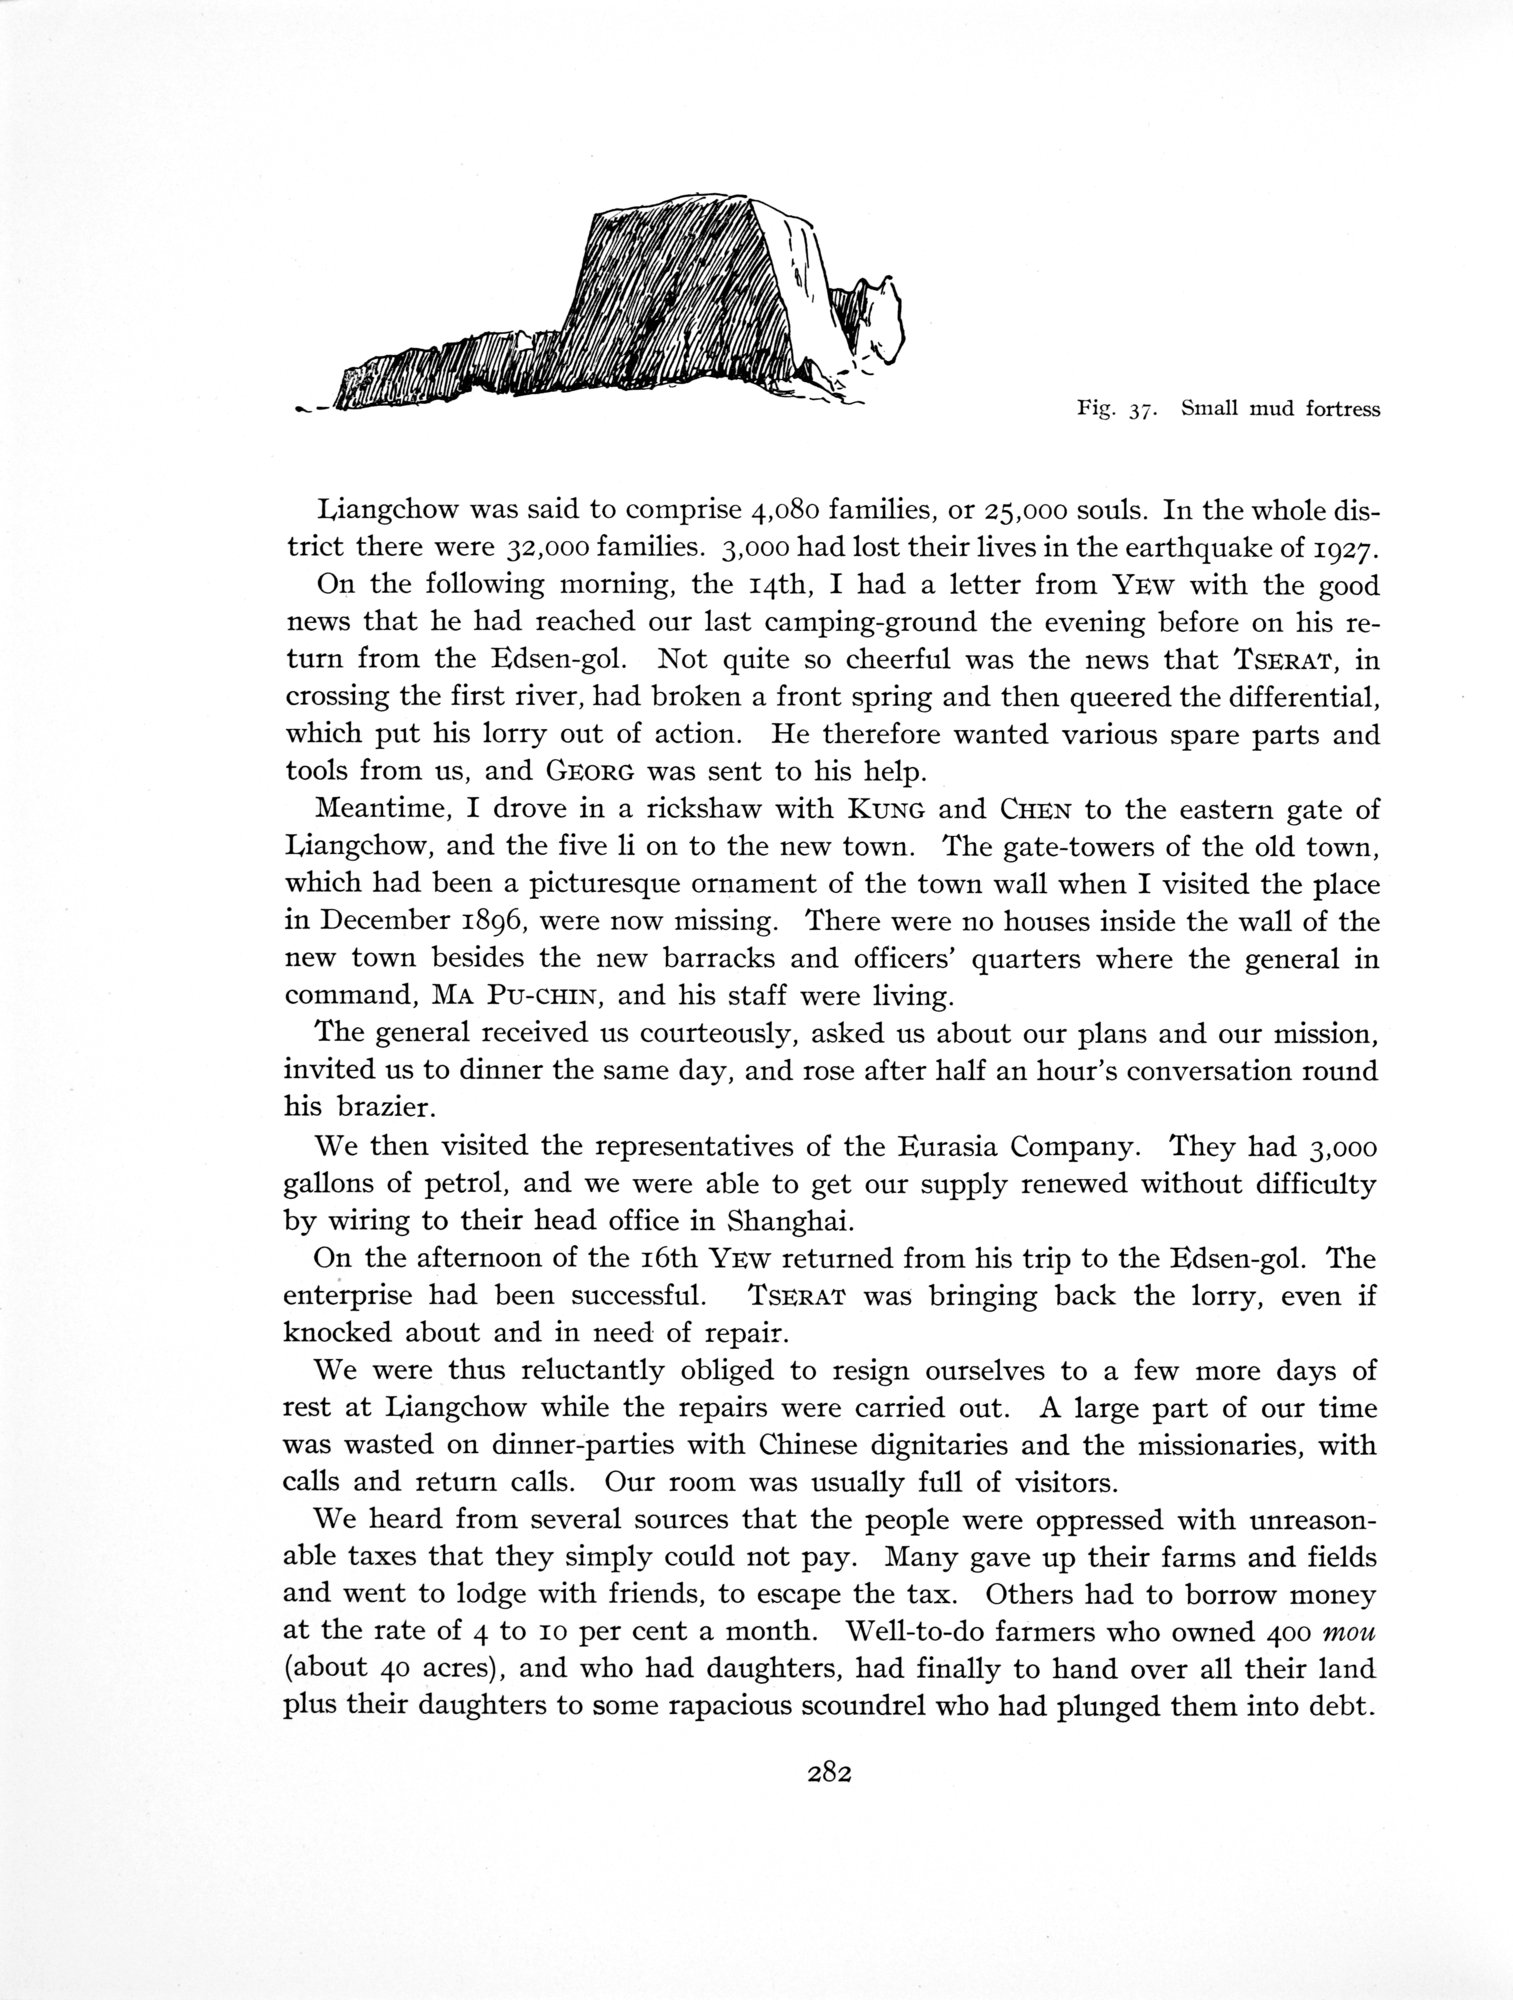 Fig. 37. Small mud fortress
Liangchow was said to comprise 4,080 families, or 25,000 souls. In the whole dis-
trict there were 32,000 families. 3,000 had lost their lives in the earthquake of 1927.
On the following morning, the 14th, I had a letter from YEW with the good
news that he had reached our last camping-ground the evening before on his re-
turn from the Edsen-gol. Not quite so cheerful was the news that TSERAT, in
crossing the first river, had broken a front spring and then queered the differential,
which put his lorry out of action. He therefore wanted various spare parts and
tools from us, and GEORG was sent to his help.
Meantime, I drove in a rickshaw with KUNG and CHEN to the eastern gate of
Liangchow, and the five li on to the new town. The gate-towers of the old town,
which had been a picturesque ornament of the town wall when I visited the place
in December 1896, were now missing. There were no houses inside the wall of the
new town besides the new barracks and officers' quarters where the general in
command, MA PU-CHIN, and his staff were living.
The general received us courteously, asked us about our plans and our mission,
invited us to dinner the same day, and rose after half an hour's conversation round
his brazier.
We then visited the representatives of the Eurasia Company. They had 3,000
gallons of petrol, and we were able to get our supply renewed without difficulty
by wiring to their head office in Shanghai.
On the afternoon of the 16th YEW returned from his trip to the Edsen-gol. The
enterprise had been successful. TSERAT was bringing back the lorry, even if
knocked about and in need of repair.
We were thus reluctantly obliged to resign ourselves to a few more days of
rest at Liangchow while the repairs were carried out. A large part of our time
was wasted on dinner-parties with Chinese dignitaries and the missionaries, with
calls and return calls. Our room was usually full of visitors.
We heard from several sources that the people were oppressed with unreason-
able taxes that they simply could not pay. Many gave up their farms and fields
and went to lodge with friends, to escape the tax. Others had to borrow money
at the rate of 4 to 10 per cent a month. Well-to-do farmers who owned 400 mou
(about 40 acres), and who had daughters, had finally to hand over all their land
plus their daughters to some rapacious scoundrel who had plunged them into debt.
282